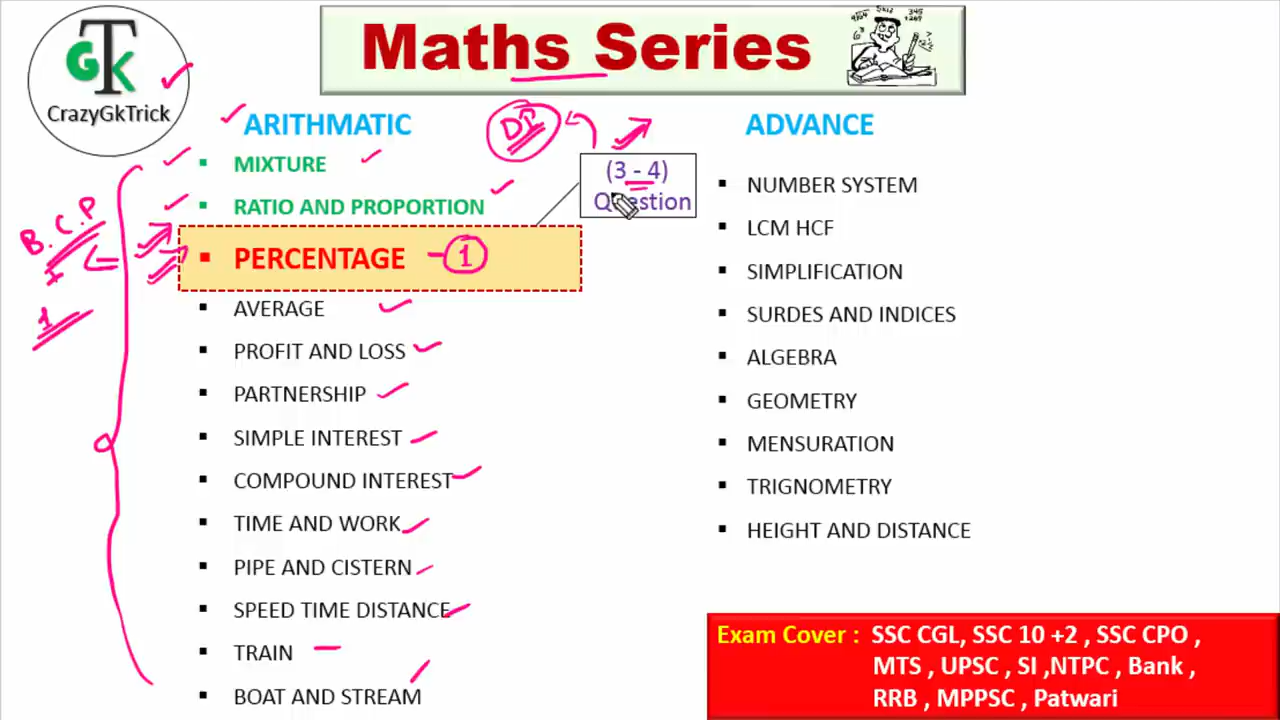 GTK
CrazyGkTrick
Maths Series
ARITHMATIC
▪ MIXTURE
▪ RATIO AND PROPORTION
▪ PERCENTAGE - 1
▪ AVERAGE
▪ PROFIT AND LOSS
▪ PARTNERSHIP
▪ SIMPLE INTEREST
▪ COMPOUND INTEREST
▪ TIME AND WORK
▪ PIPE AND CISTERN
▪ SPEED TIME DISTANCE
▪ TRAIN
▪ BOAT AND STREAM
B.C.P
1
DI
(3 - 4)
Question
ADVANCE
▪ NUMBER SYSTEM
▪ LCM HCF
▪ SIMPLIFICATION
▪ SURDES AND INDICES
▪ ALGEBRA
▪ GEOMETRY
▪ MENSURATION
▪ TRIGNOMETRY
▪ HEIGHT AND DISTANCE
Exam Cover : SSC CGL, SSC 10 +2 , SSC CPO ,
MTS , UPSC , SI ,NTPC , Bank ,
RRB , MPPSC , Patwari